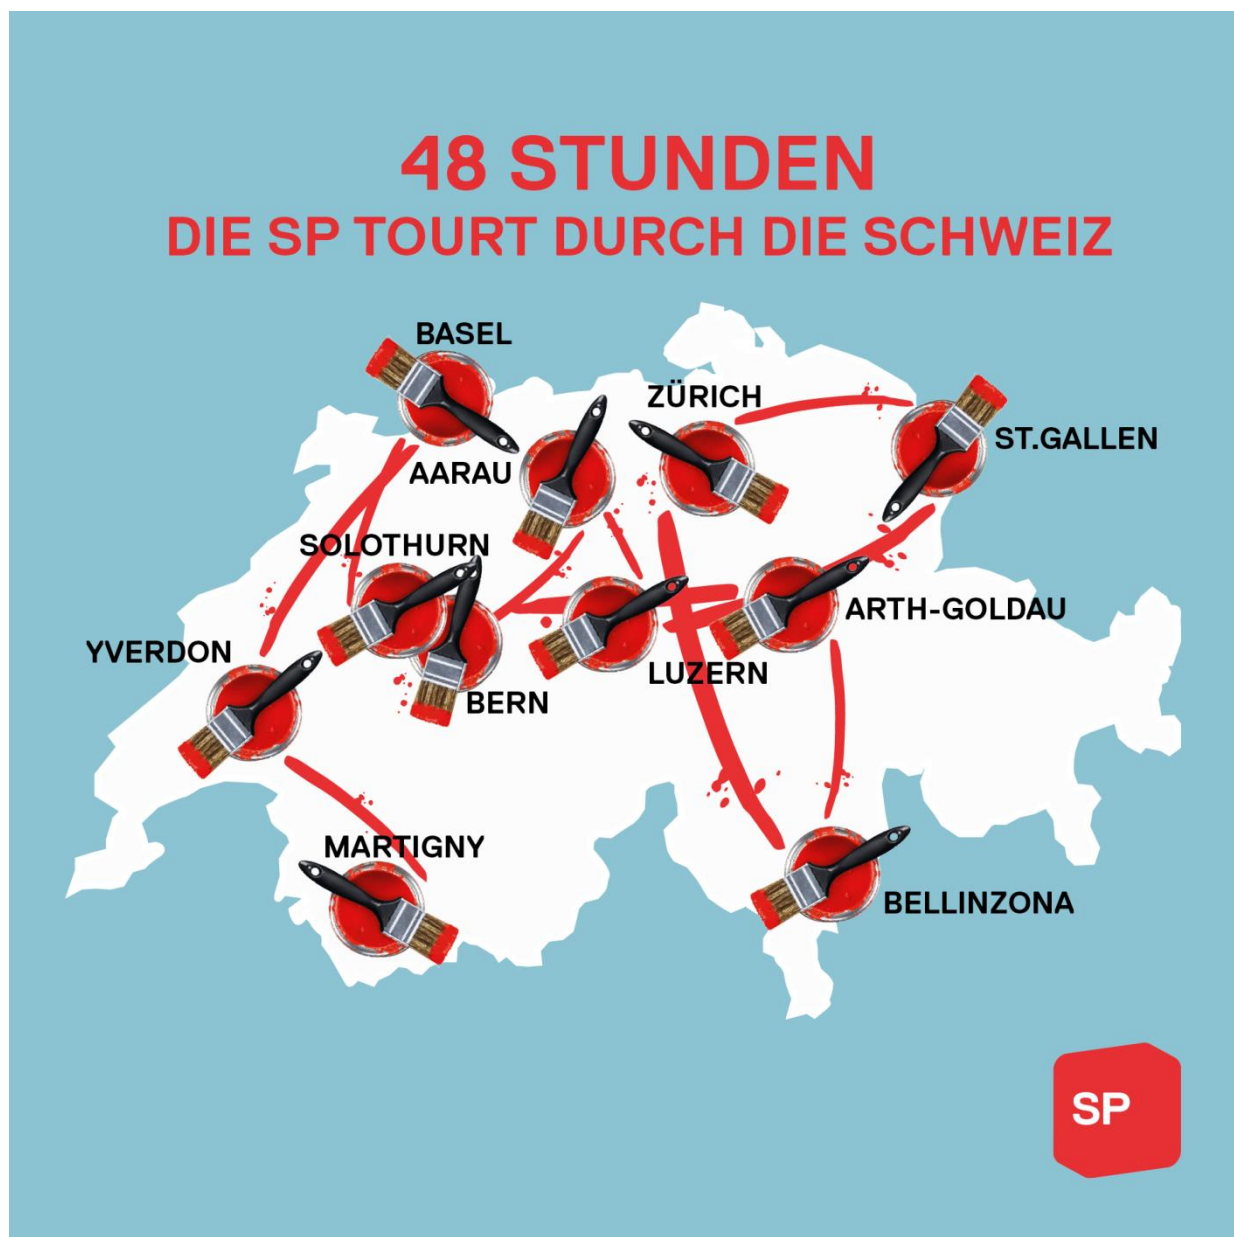 48 STUNDEN
DIE SP TOURT DURCH DIE SCHWEIZ
BASEL
ZÜRICH
ST.GALLEN
AARAU
SOLOTHURN
ARTH-GOLDAU
YVERDON
LUZERN
BERN
MARTIGNY
BELLINZONA
SP